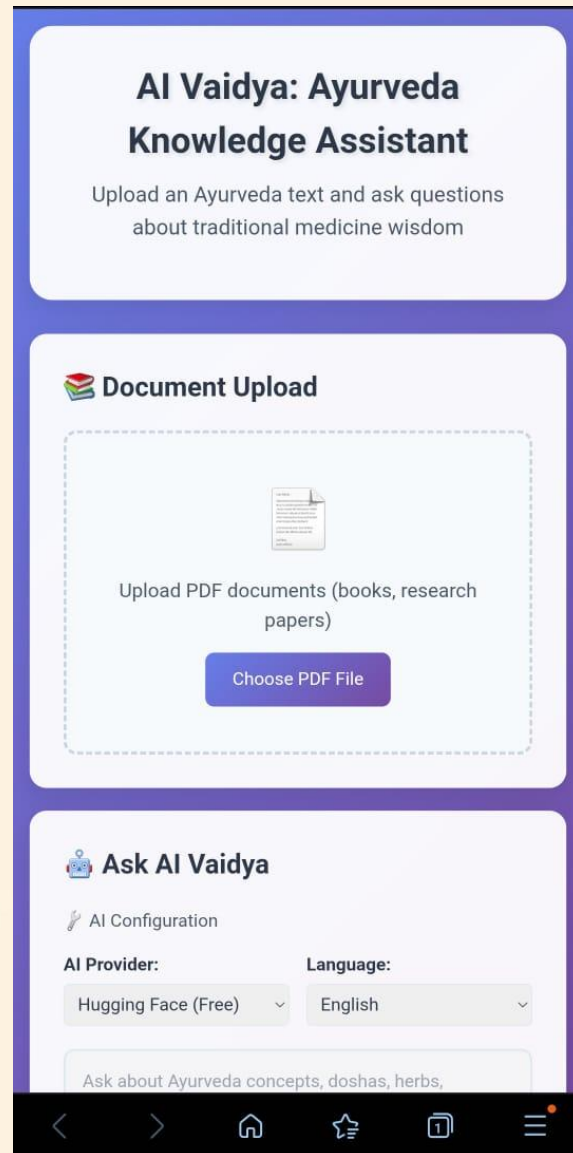 AI Vaidya: Ayurveda
Knowledge Assistant
Upload an Ayurveda text and ask questions
about traditional medicine wisdom
📚 Document Upload
Upload PDF documents (books, research
papers)
Choose PDF File
🤖 Ask AI Vaidya
🔧 AI Configuration
AI Provider: Language:
Hugging Face (Free) English
Ask about Ayurveda concepts, doshas, herbs,
1